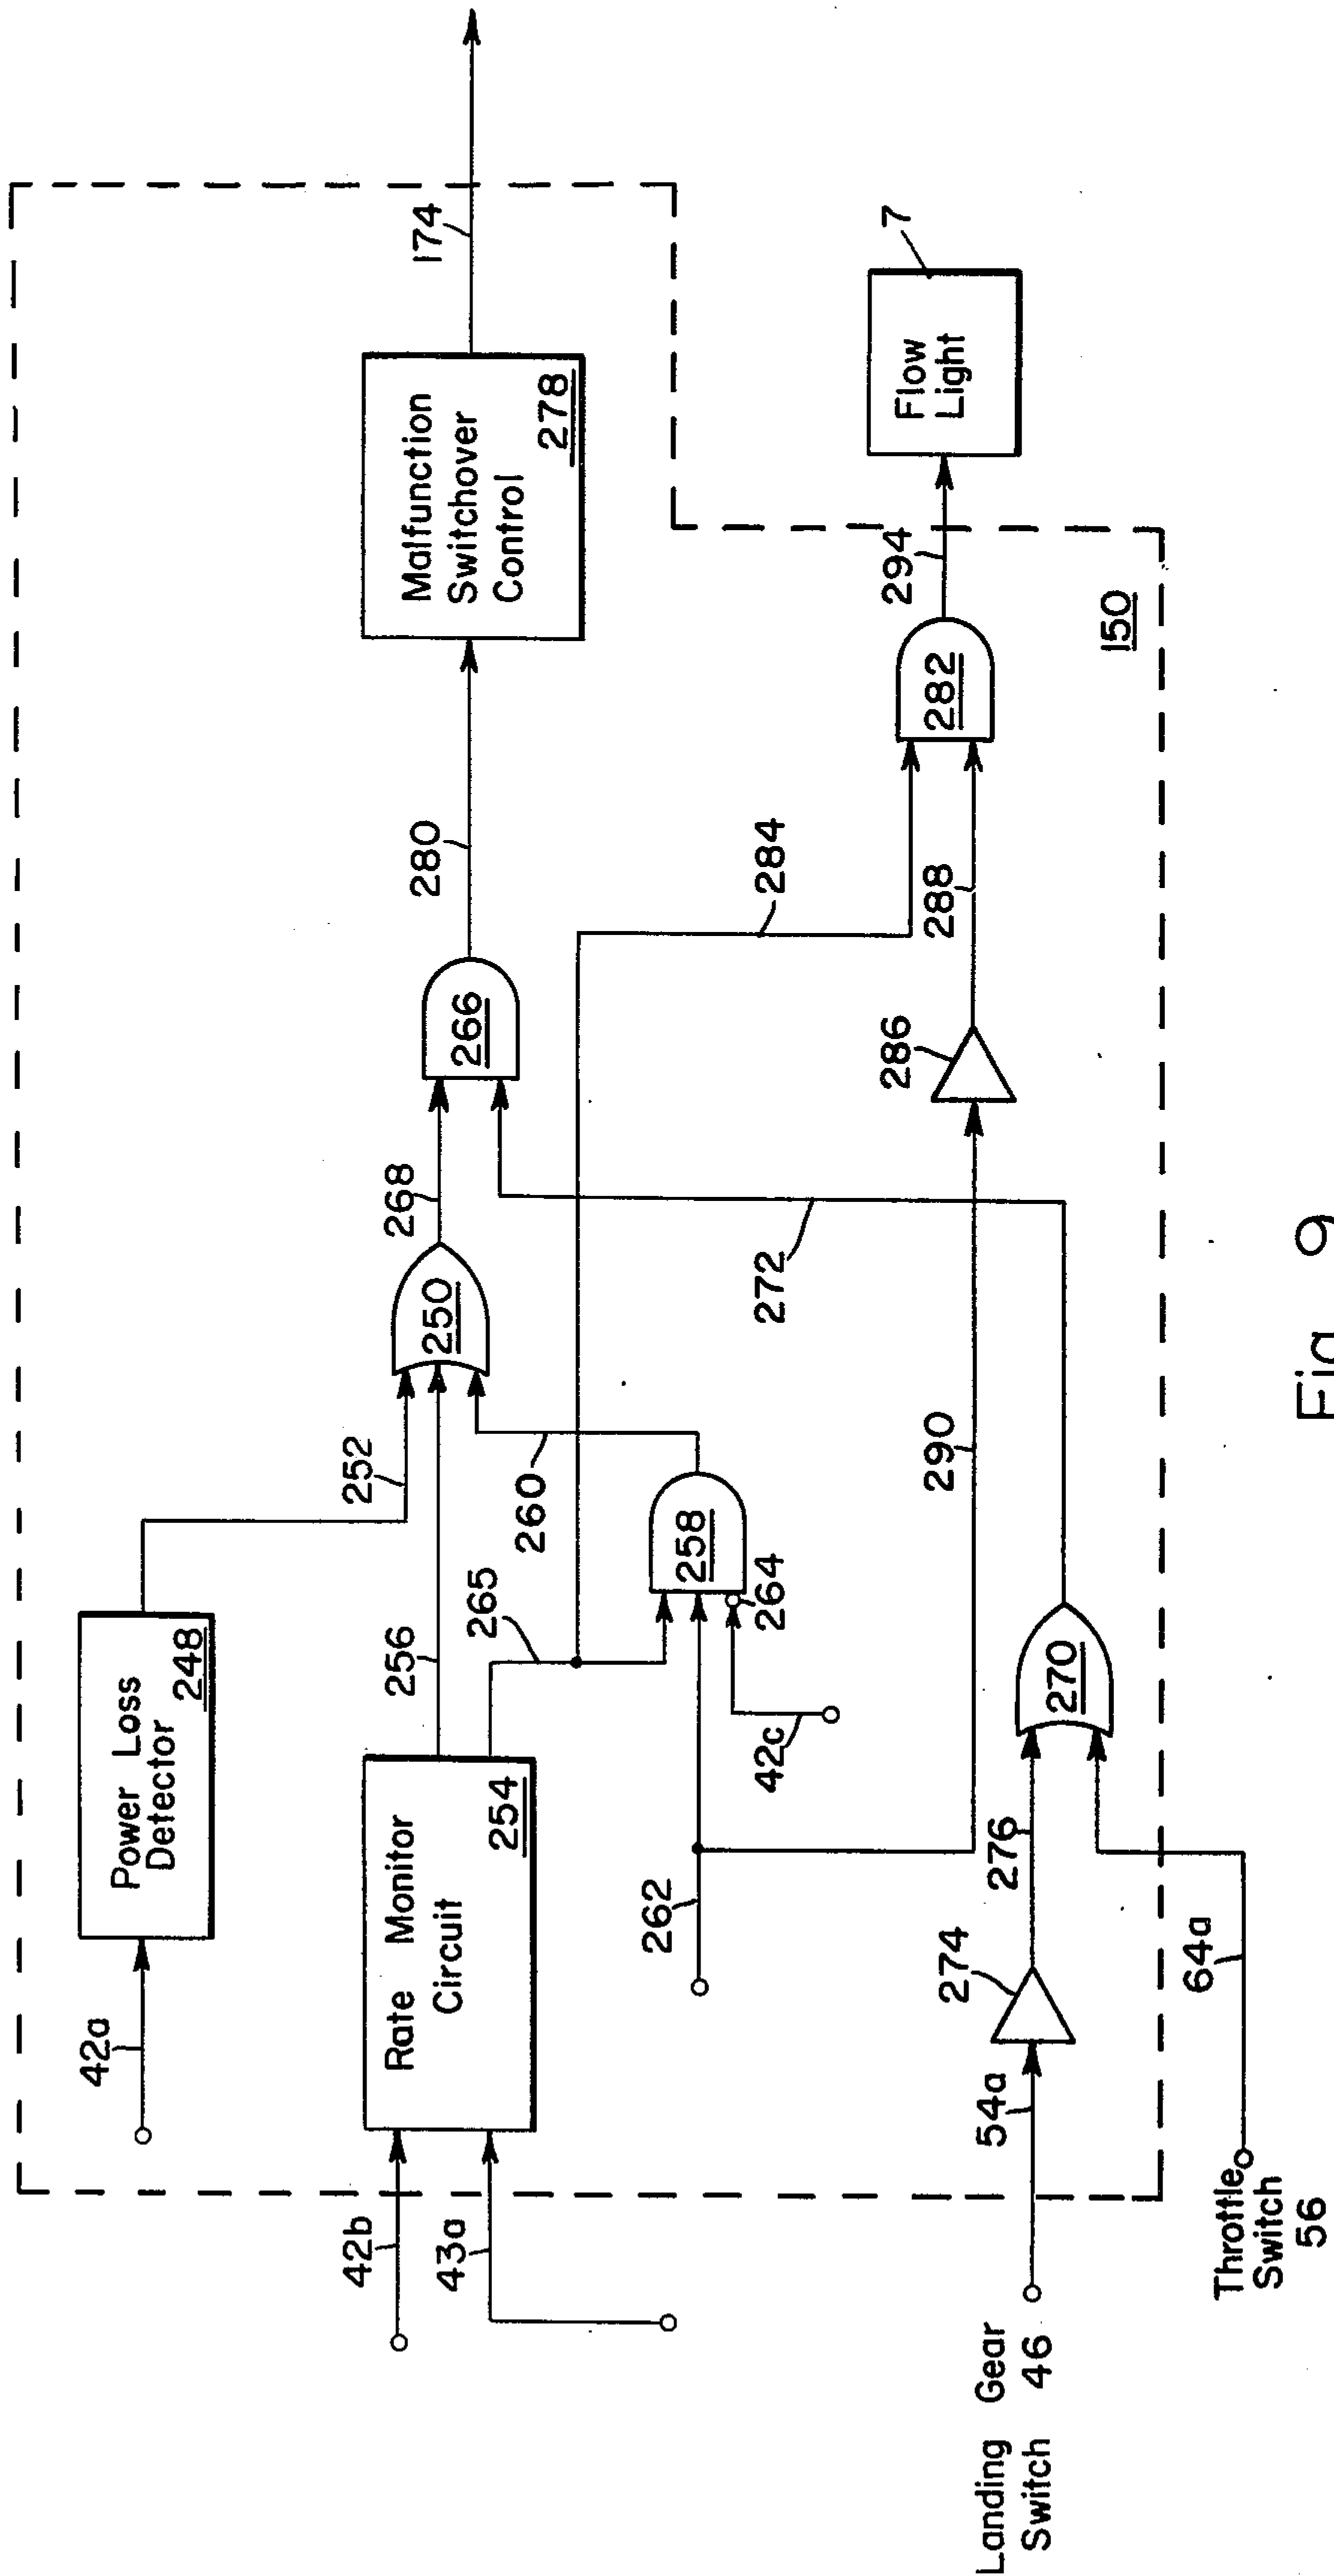 42a
Power Loss
Detector
248
252
42b
43a
Rate Monitor
Circuit
254
256
265
250
268
266
280
Malfunction
Switchover
Control
278
174
260
258
264
42c
262
284
272
290
286
288
282
294
Flow
Light
7
Landing Gear
Switch 46
54a
274
276
270
Throttle
Switch
56
64a
150
Fig. 9